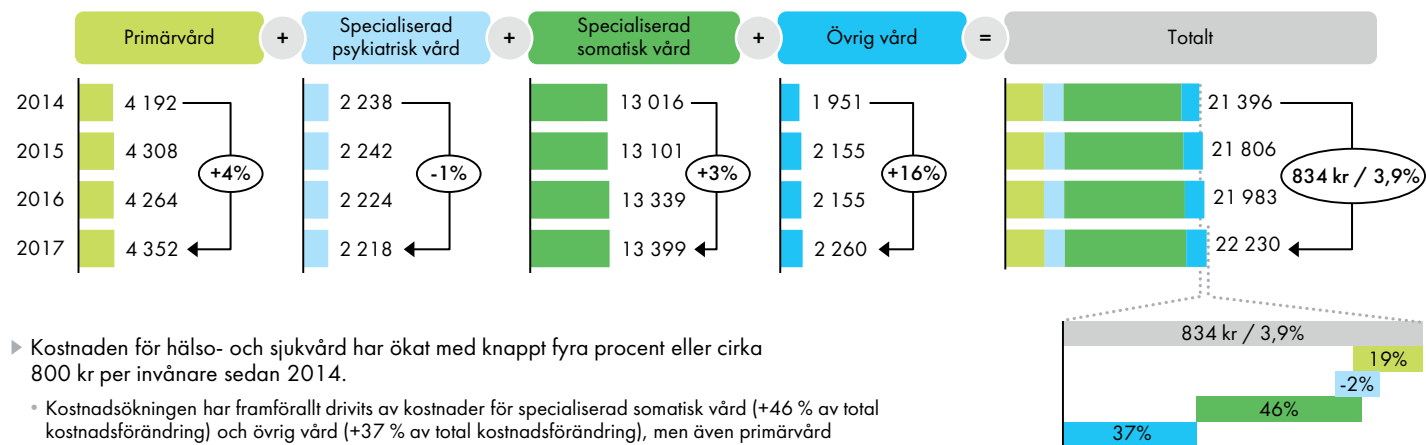 Primärvård + Specialiserad psykiatrisk vård + Specialiserad somatisk vård + Övrig vård = Totalt
2014 4 192 2 238 13 016 1 951 21 396
2015 4 308 2 242 13 101 2 155 21 806
+4% -1% +3% +16% 834 kr / 3,9%
2016 4 264 2 224 13 339 2 155 21 983
2017 4 352 2 218 13 399 2 260 22 230
834 kr / 3,9%
19%
-2%
46%
37%
Kostnaden för hälso- och sjukvård har ökat med knappt fyra procent eller cirka
800 kr per invånare sedan 2014.
• Kostnadsökningen har framförallt drivits av kostnader för specialiserad somatisk vård (+46 % av total
kostnadsförändring) och övrig vård (+37 % av total kostnadsförändring), men även primärvård